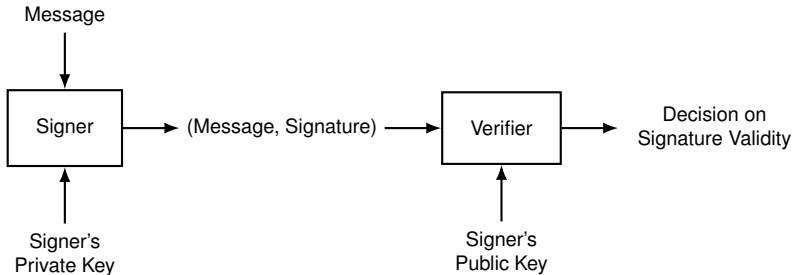 Message
Signer
(Message, Signature)
Verifier
Decision on
Signature Validity
Signer's
Private Key
Signer's
Public Key